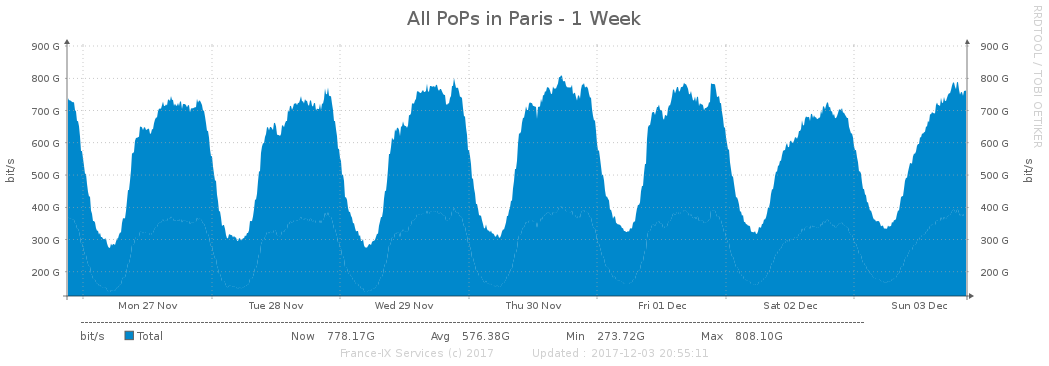 All PoPs in Paris - 1 Week
RRDTOOL / TOBI OETIKER
900 G 900 G
800 G 800 G
700 G 700 G
600 G 600 G
500 G 500 G
400 G 400 G
300 G 300 G
200 G 200 G
bit/s
bit/s
Mon 27 Nov Tue 28 Nov Wed 29 Nov Thu 30 Nov Fri 01 Dec Sat 02 Dec Sun 03 Dec
bit/s Total Now 778.17G Avg 576.38G Min 273.72G Max 808.10G
France-IX Services (c) 2017 Updated : 2017-12-03 20:55:11